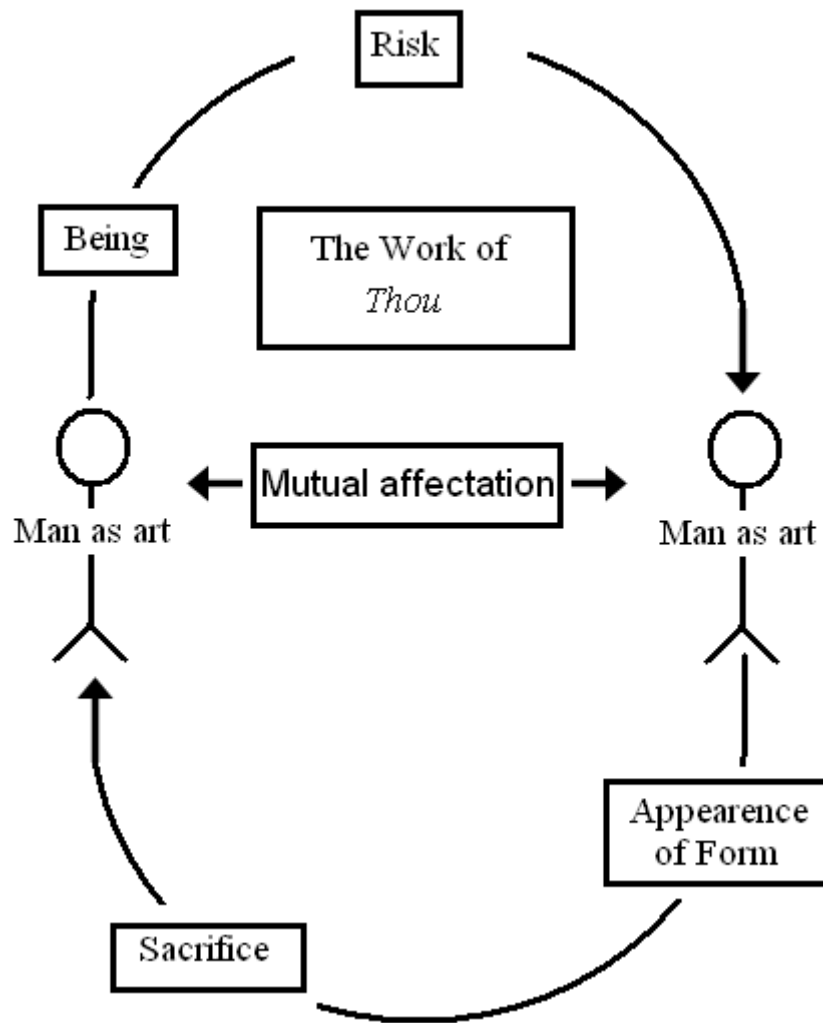 Risk
Being
The Work of
Thou
Mutual affectation
Man as art
Man as art
Appearence
of Form
Sacrifice